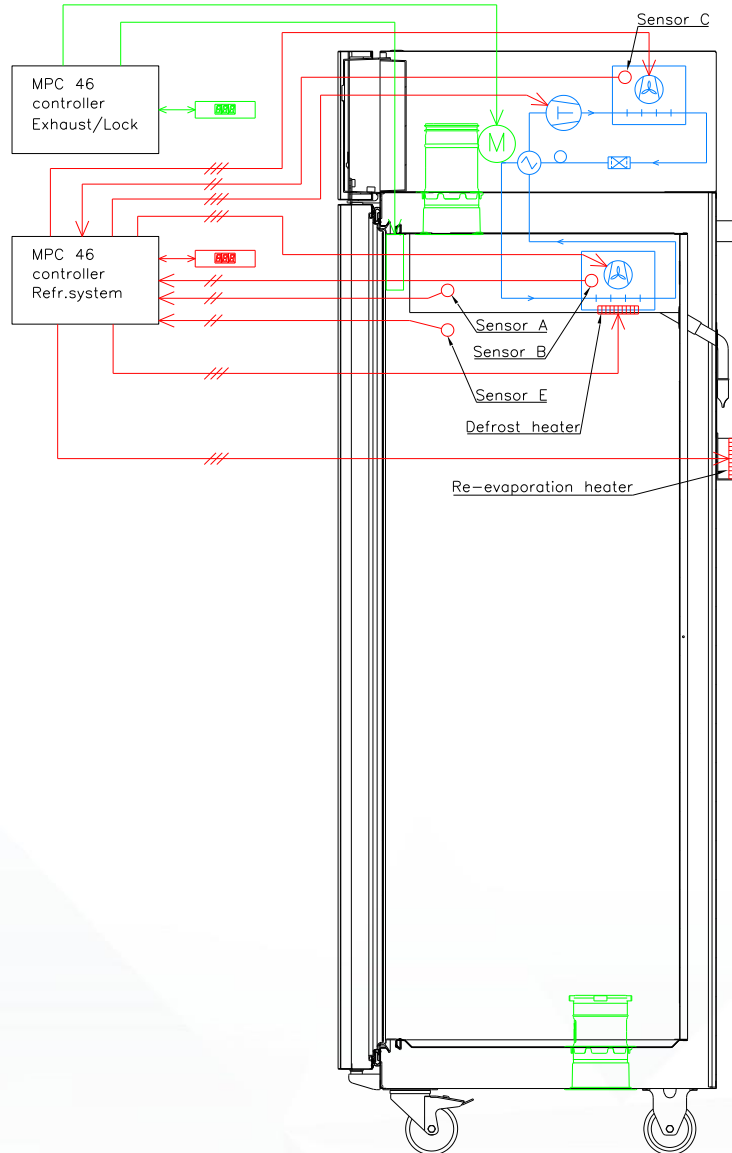 Sensor C
MPC 46
controller
Exhaust/Lock
M
MPC 46
controller
Refr.system
Sensor A
Sensor B
Sensor E
Defrost heater
Re-evaporation heater